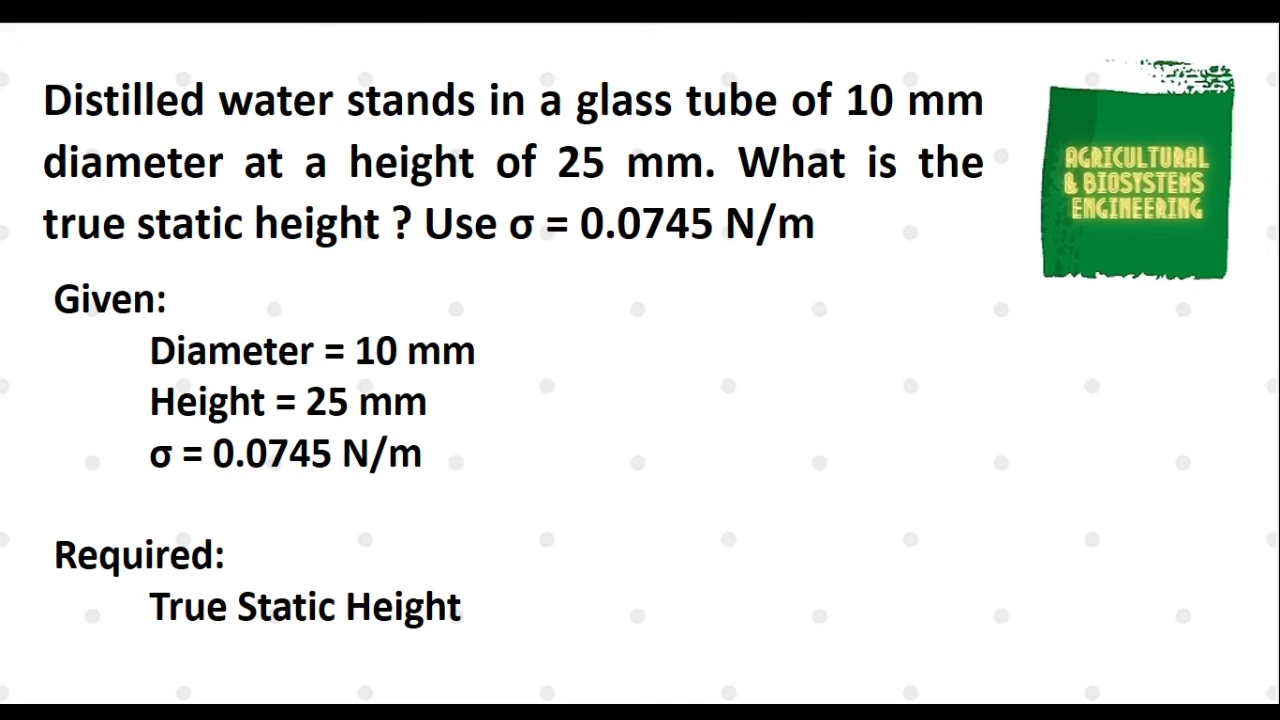 Distilled water stands in a glass tube of 10 mm
diameter at a height of 25 mm. What is the
true static height ? Use σ = 0.0745 N/m
AGRICULTURAL
& BIOSYSTEMS
ENGINEERING
Given:
Diameter = 10 mm
Height = 25 mm
σ = 0.0745 N/m
Required:
True Static Height